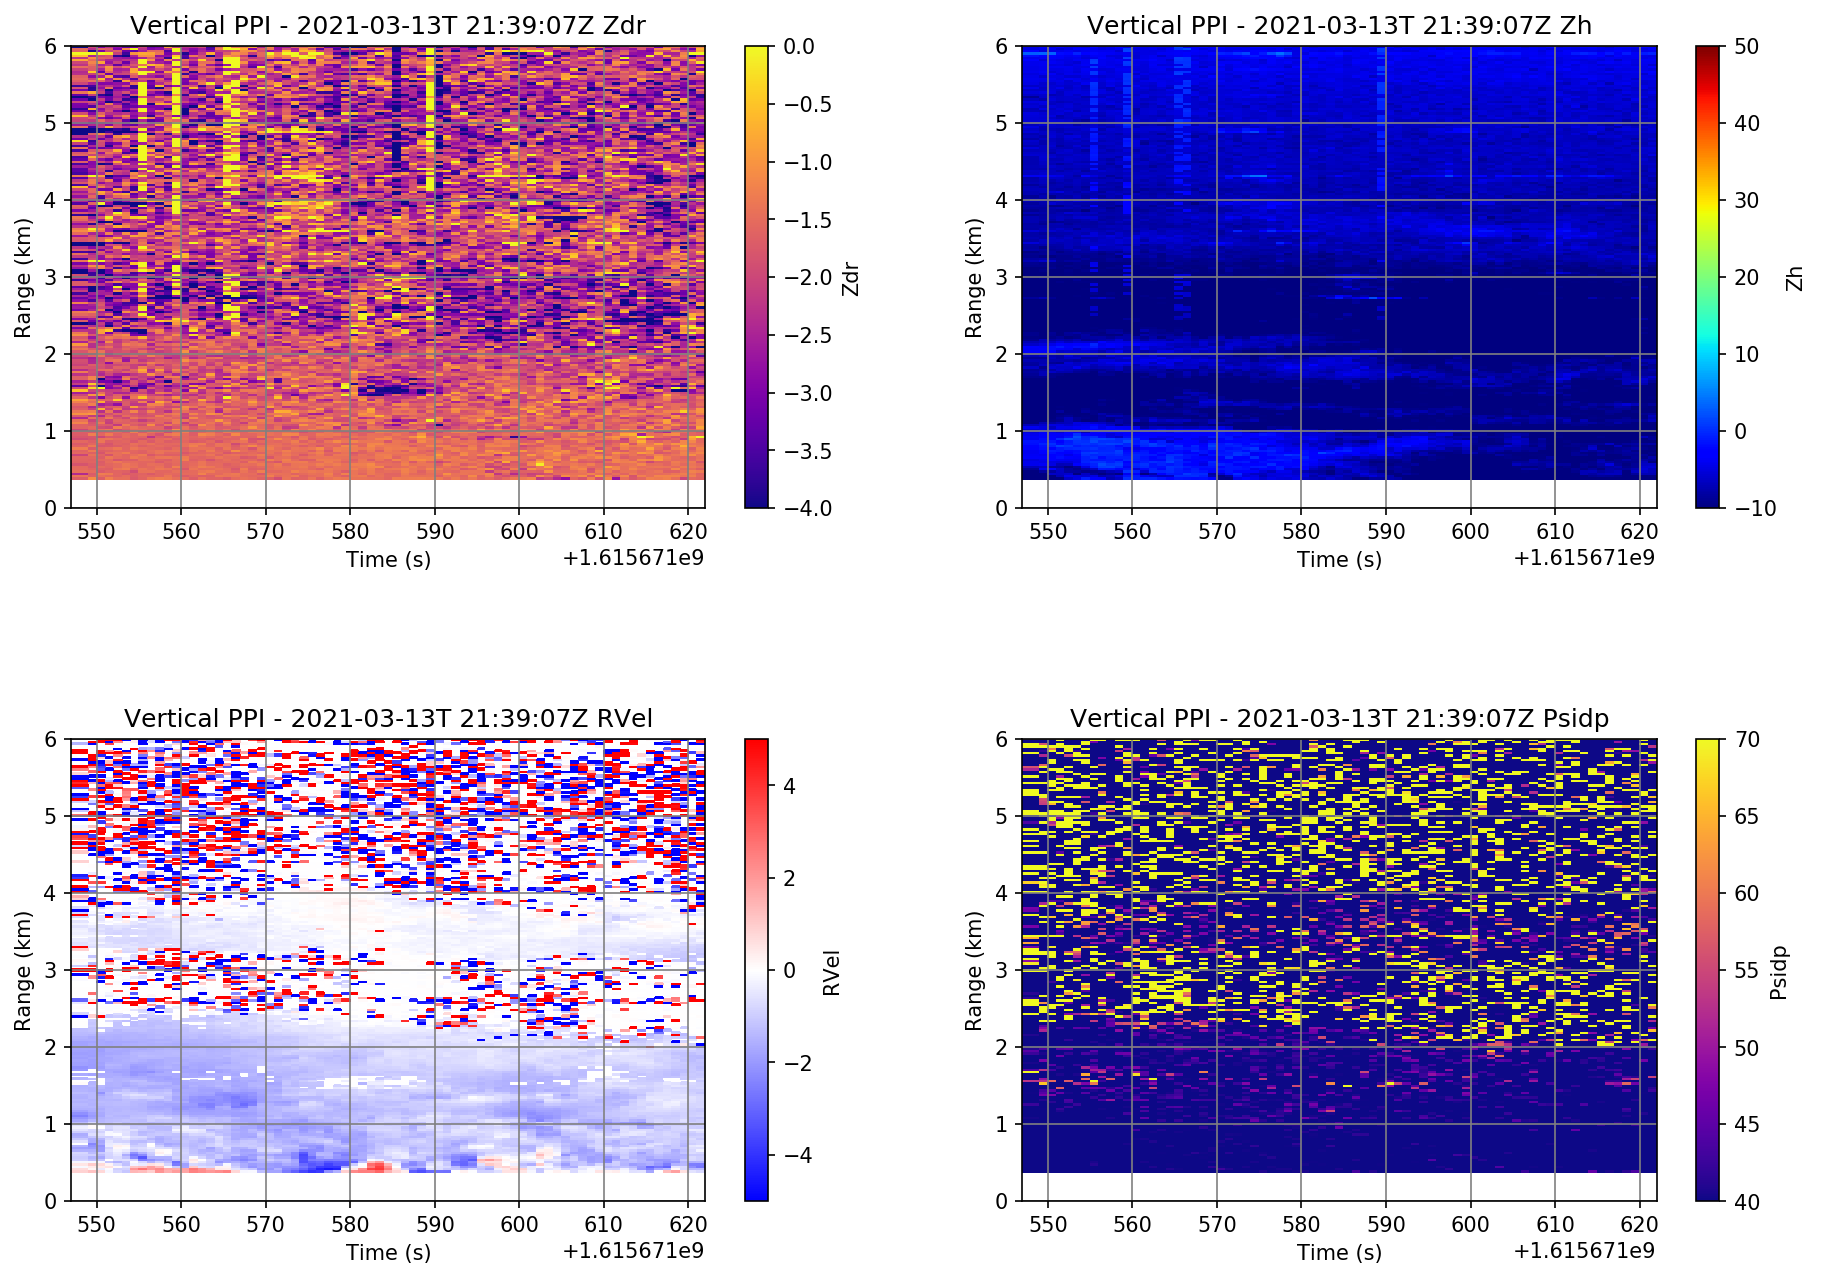 Vertical PPI - 2021-03-13T 21:39:07Z Zdr
6
5
4
3
2
1
0
Range (km)
550 560 570 580 590 600 610 620
Time (s)
+1.615671e9
0.0
−0.5
−1.0
−1.5
−2.0
−2.5
−3.0
−3.5
−4.0
Zdr
Vertical PPI - 2021-03-13T 21:39:07Z Zh
6
5
4
3
2
1
0
Range (km)
550 560 570 580 590 600 610 620
Time (s)
+1.615671e9
50
40
30
20
10
0
−10
Zh
Vertical PPI - 2021-03-13T 21:39:07Z RVel
6
5
4
3
2
1
0
Range (km)
550 560 570 580 590 600 610 620
Time (s)
+1.615671e9
4
2
0
−2
−4
RVel
Vertical PPI - 2021-03-13T 21:39:07Z Psidp
6
5
4
3
2
1
0
Range (km)
550 560 570 580 590 600 610 620
Time (s)
+1.615671e9
70
65
60
55
50
45
40
Psidp